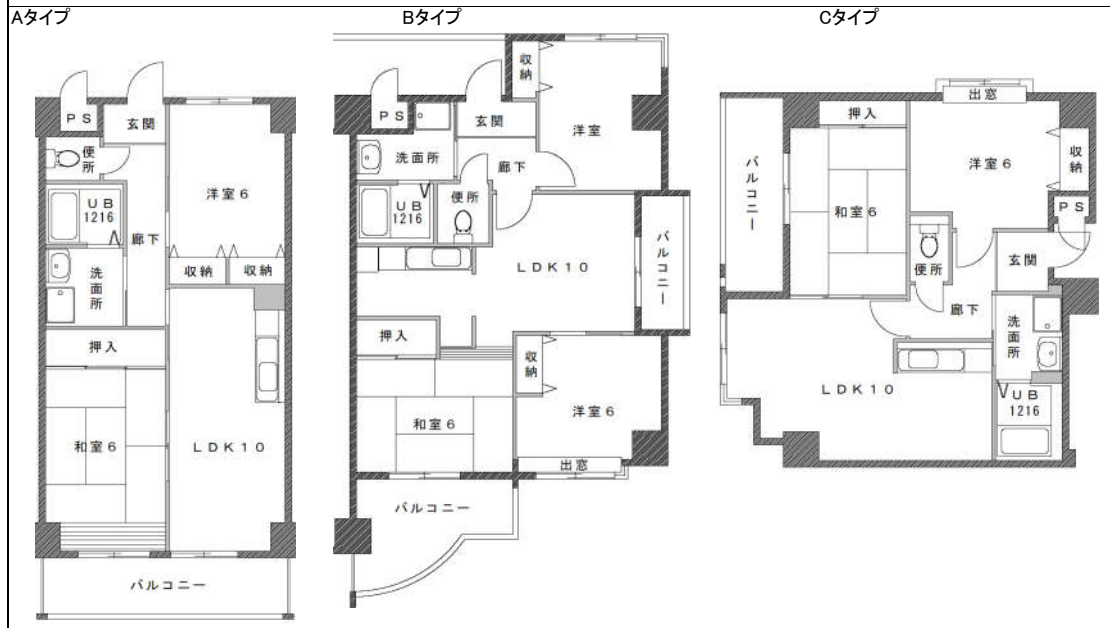 Aタイプ
PS
玄関
便所
洋室6
UB
1216
廊下
収納
収納
洗面所
押入
和室6
LDK10
バルコニー
Bタイプ
収納
PS
玄関
洋室
洗面所
廊下
UB
1216
便所
バルコニー
LDK10
押入
収納
洋室6
和室6
出窓
バルコニー
Cタイプ
出窓
押入
バルコニー
洋室6
収納
和室6
PS
便所
玄関
廊下
洗面所
LDK10
UB
1216